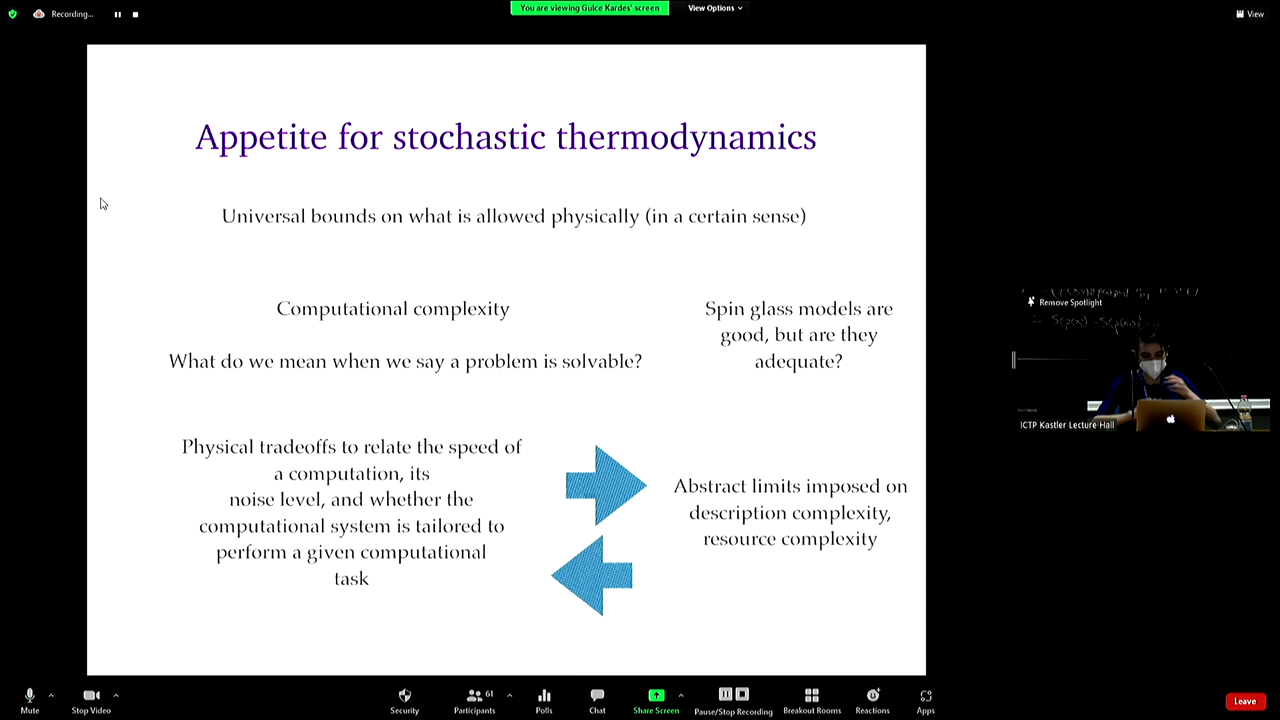 Recording...
You are viewing Gulce Kardes' screen
View Options
View
Appetite for stochastic thermodynamics
Universal bounds on what is allowed physically (in a certain sense)
Computational complexity
What do we mean when we say a problem is solvable?
Spin glass models are
good, but are they
adequate?
Physical tradeoffs to relate the speed of
a computation, its
noise level, and whether the
computational system is tailored to
perform a given computational
task
Abstract limits imposed on
description complexity,
resource complexity
Remove Spotlight
ICTP Kastler Lecture Hall
Mute
Stop Video
Security
Participants
61
Polls
Chat
Share Screen
Pause/Stop Recording
Breakout Rooms
Reactions
Apps
Leave